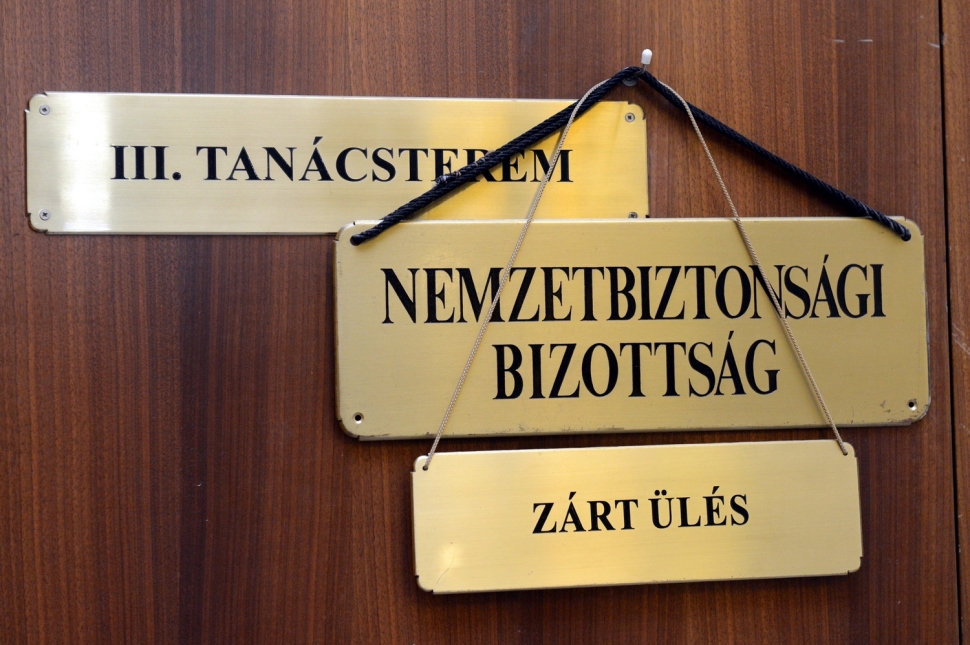 III. TANÁCSTEREM
NEMZETBIZTONSÁGI
BIZOTTSÁG
ZÁRT ÜLÉS